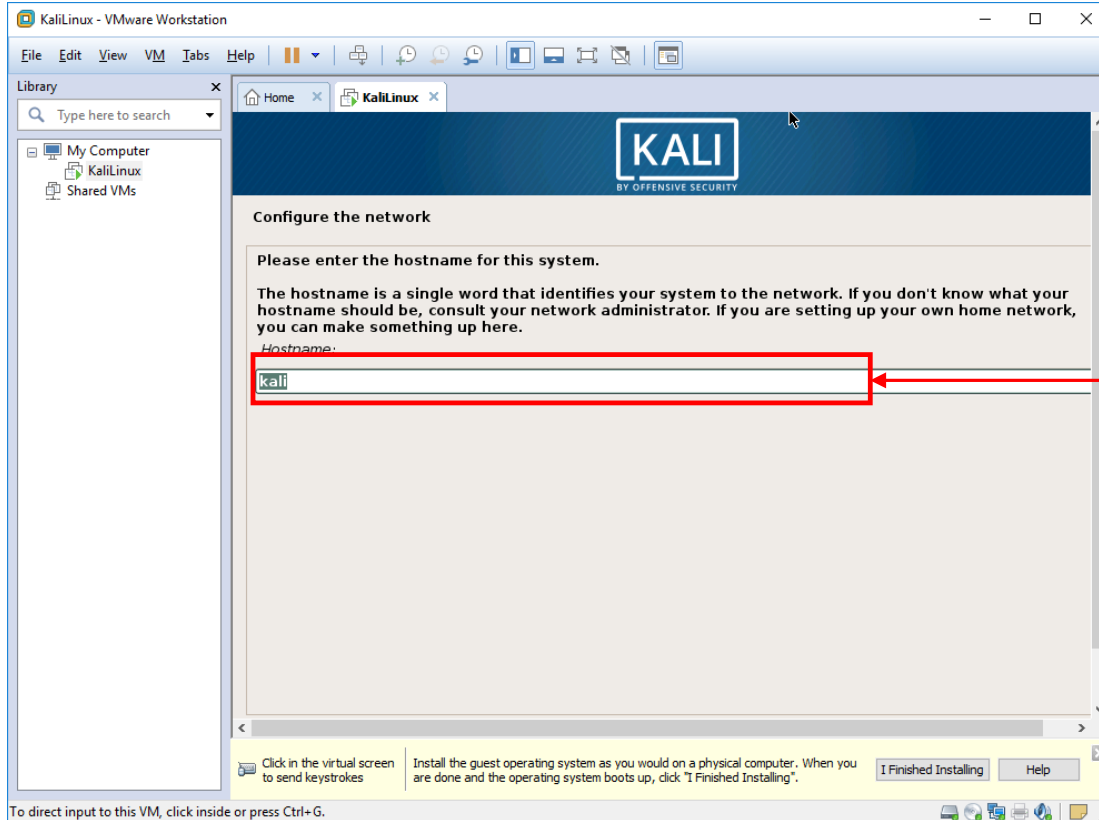 KaliLinux - VMware Workstation
File Edit View VM Tabs Help
Library
Type here to search
My Computer
KaliLinux
Shared VMs
Home
KaliLinux
KALI
BY OFFENSIVE SECURITY
Configure the network
Please enter the hostname for this system.
The hostname is a single word that identifies your system to the network. If you don't know what your
hostname should be, consult your network administrator. If you are setting up your own home network,
you can make something up here.
Hostname:
kali
Click in the virtual screen
to send keystrokes
Install the guest operating system as you would on a physical computer. When you
are done and the operating system boots up, click "I Finished Installing".
I Finished Installing
Help
To direct input to this VM, click inside or press Ctrl+G.